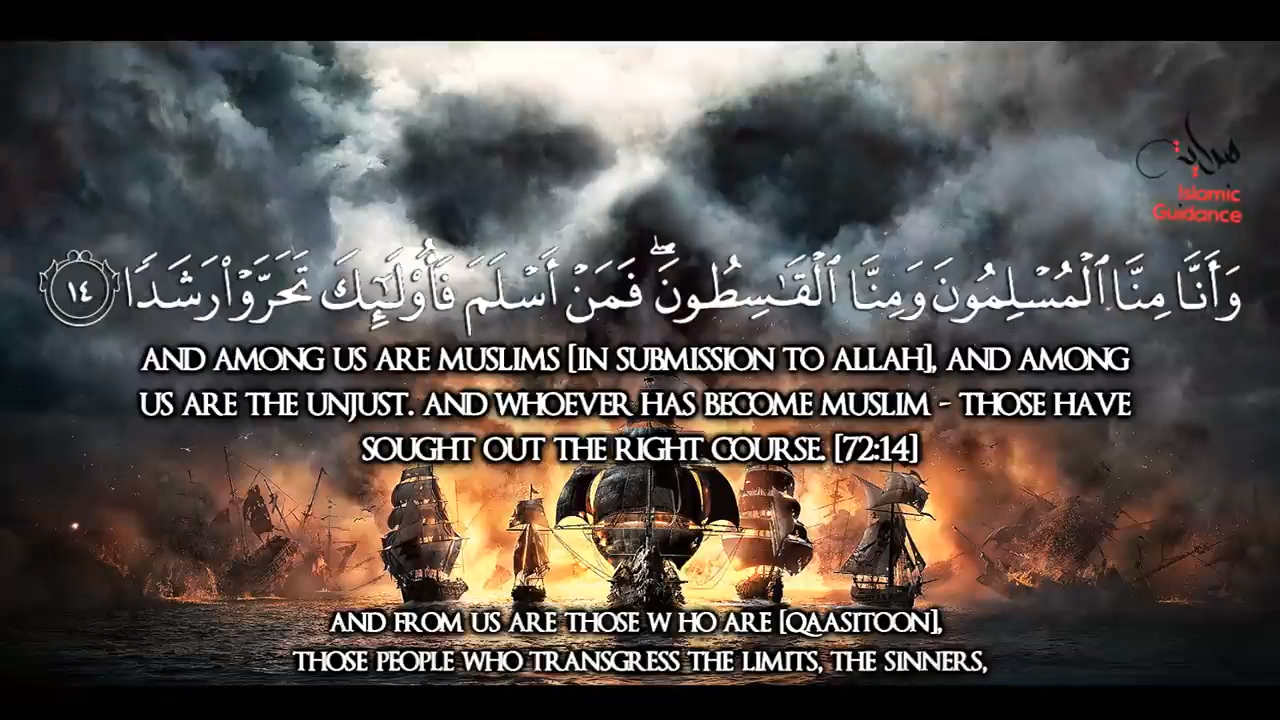 هداية
Islamic
Guidance
وَأَنَّا مِنَّا ٱلْمُسْلِمُونَ وَمِنَّا ٱلْقَٰسِطُونَ ۖ فَمَنْ أَسْلَمَ فَأُو۟لَٰٓئِكَ تَحَرَّوْا۟ رَشَدًا ١٤
AND AMONG US ARE MUSLIMS [IN SUBMISSION TO ALLAH], AND AMONG
US ARE THE UNJUST. AND WHOEVER HAS BECOME MUSLIM - THOSE HAVE
SOUGHT OUT THE RIGHT COURSE. [72:14]
AND FROM US ARE THOSE W HO ARE [QAASITOON],
THOSE PEOPLE WHO TRANSGRESS THE LIMITS, THE SINNERS,